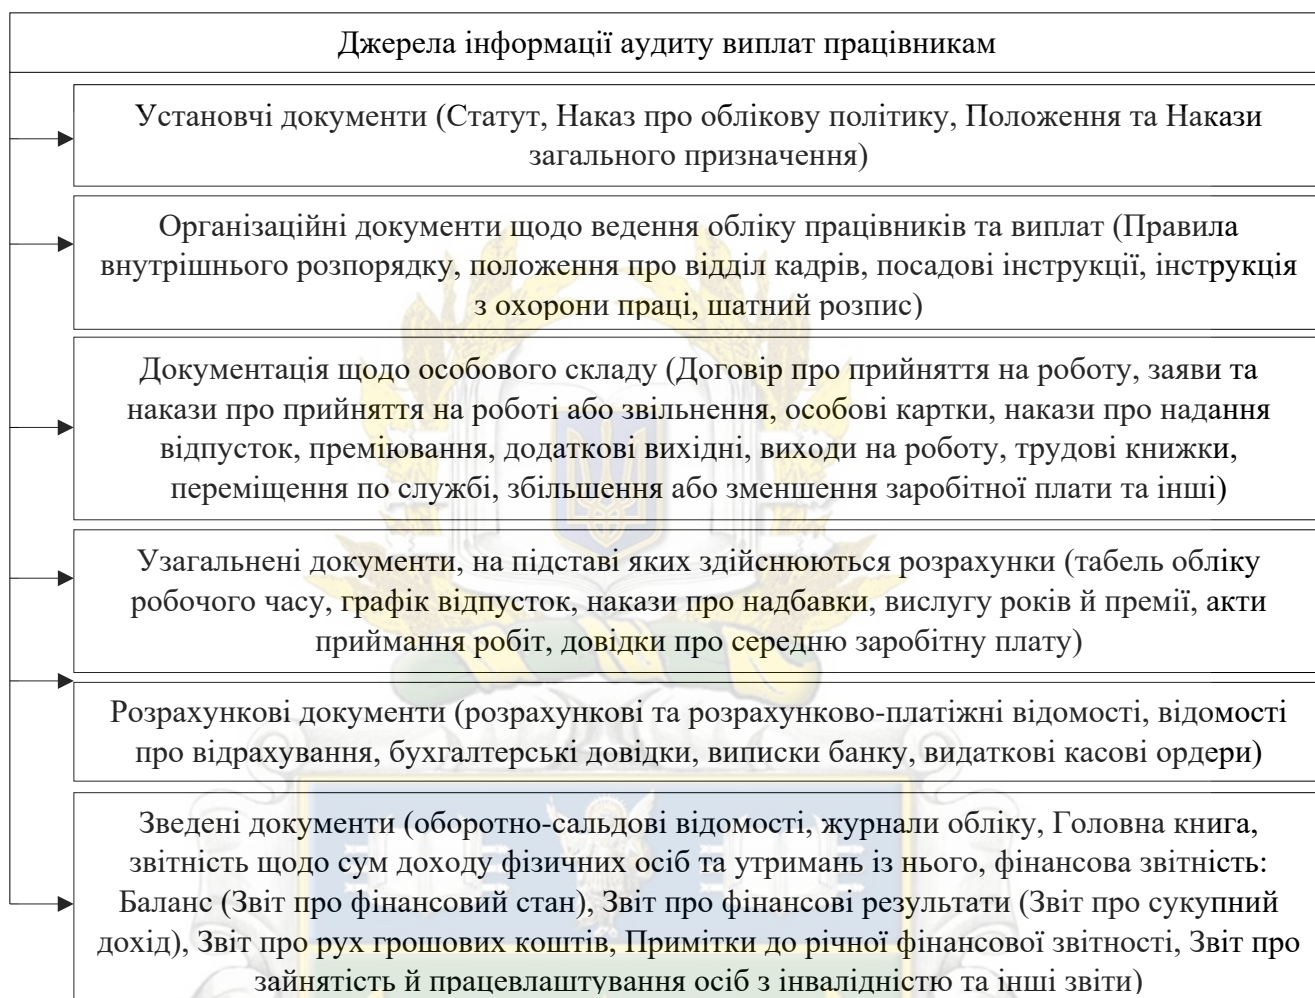 Джерела інформації аудиту виплат працівникам
Установчі документи (Статут, Наказ про облікову політику, Положення та Накази
загального призначення)
Організаційні документи щодо ведення обліку працівників та виплат (Правила
внутрішнього розпорядку, положення про відділ кадрів, посадові інструкції, інструкція
з охорони праці, штатний розпис)
Документація щодо особового складу (Договір про прийняття на роботу, заяви та
накази про прийняття на роботі або звільнення, особові картки, накази про надання
відпусток, преміювання, додаткові вихідні, виходи на роботу, трудові книжки,
переміщення по службі, збільшення або зменшення заробітної плати та інші)
Узагальнені документи, на підставі яких здійснюються розрахунки (табель обліку
робочого часу, графік відпусток, накази про надбавки, вислугу років й премії, акти
приймання робіт, довідки про середню заробітну плату)
Розрахункові документи (розрахункові та розрахунково-платіжні відомості, відомості
про відрахування, бухгалтерські довідки, виписки банку, видаткові касові ордери)
Зведені документи (оборотно-сальдові відомості, журнали обліку, Головна книга,
звітність щодо сум доходу фізичних осіб та утримань із нього, фінансова звітність:
Баланс (Звіт про фінансовий стан), Звіт про фінансові результати (Звіт про сукупний
дохід), Звіт про рух грошових коштів, Примітки до річної фінансової звітності, Звіт про
зайнятість й працевлаштування осіб з інвалідністю та інші звіти)